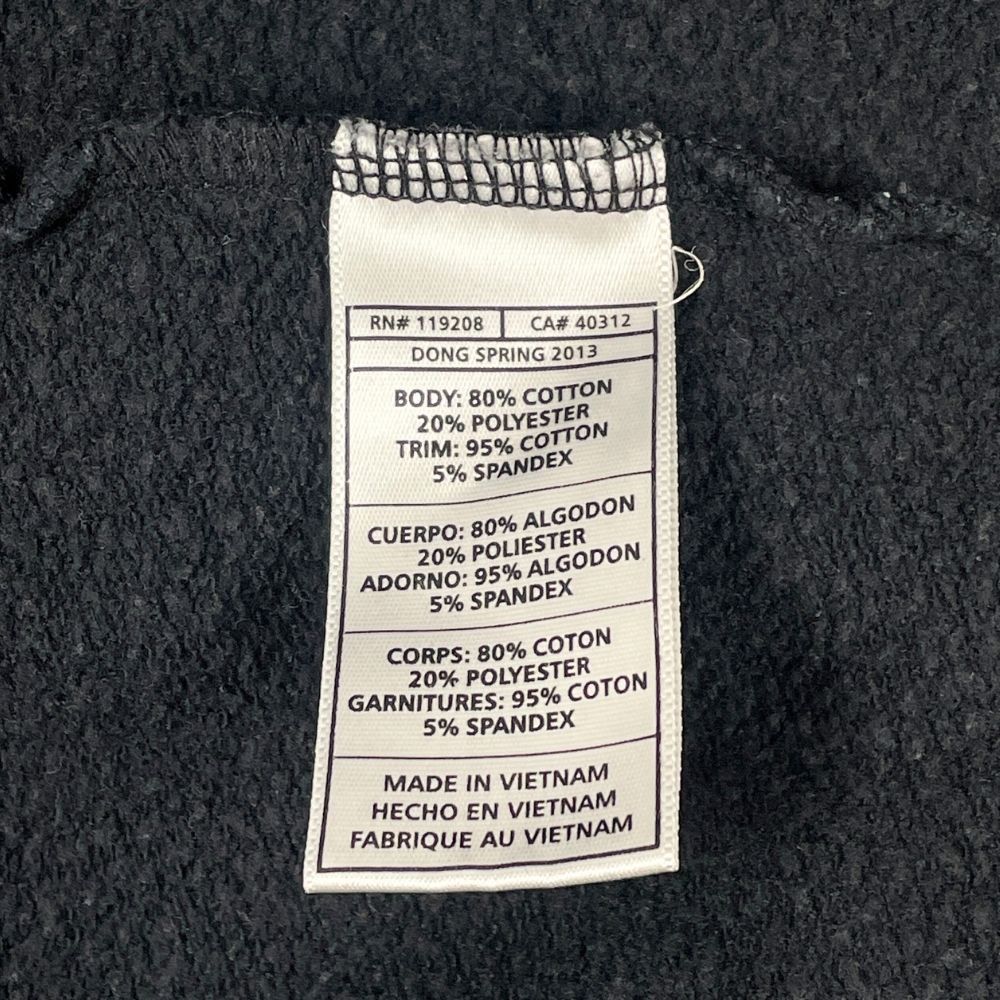 RN# 119208 CA# 40312
DONG SPRING 2013
BODY: 80% COTTON
20% POLYESTER
TRIM: 95% COTTON
5% SPANDEX
CUERPO: 80% ALGODON
20% POLIESTER
ADORNO: 95% ALGODON
5% SPANDEX
CORPS: 80% COTON
20% POLYESTER
GARNITURES: 95% COTON
5% SPANDEX
MADE IN VIETNAM
HECHO EN VIETNAM
FABRIQUE AU VIETNAM